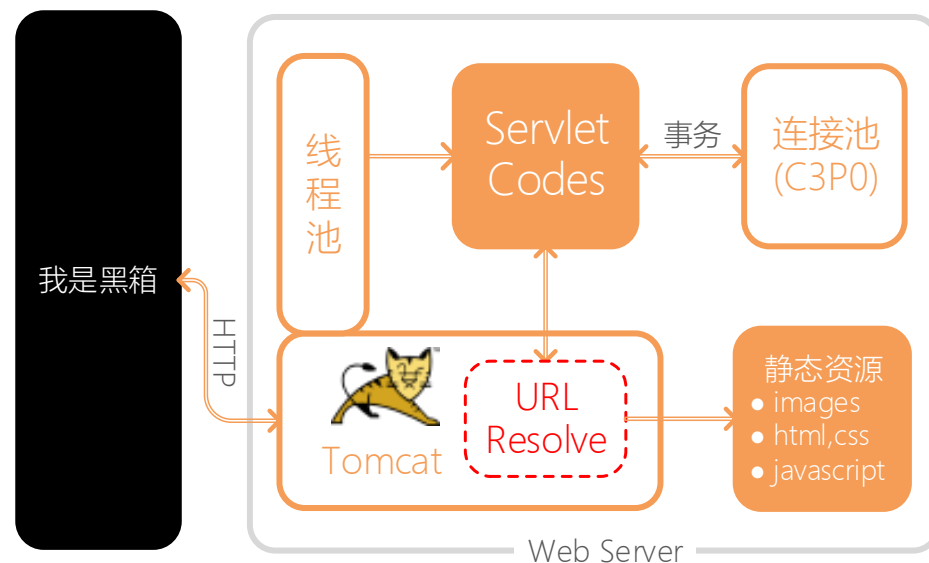 我是黑箱
HTTP
线
程
池
Servlet
Codes
事务
连接池
(C3P0)
Tomcat
URL
Resolve
静态资源
● images
● html,css
● javascript
Web Server